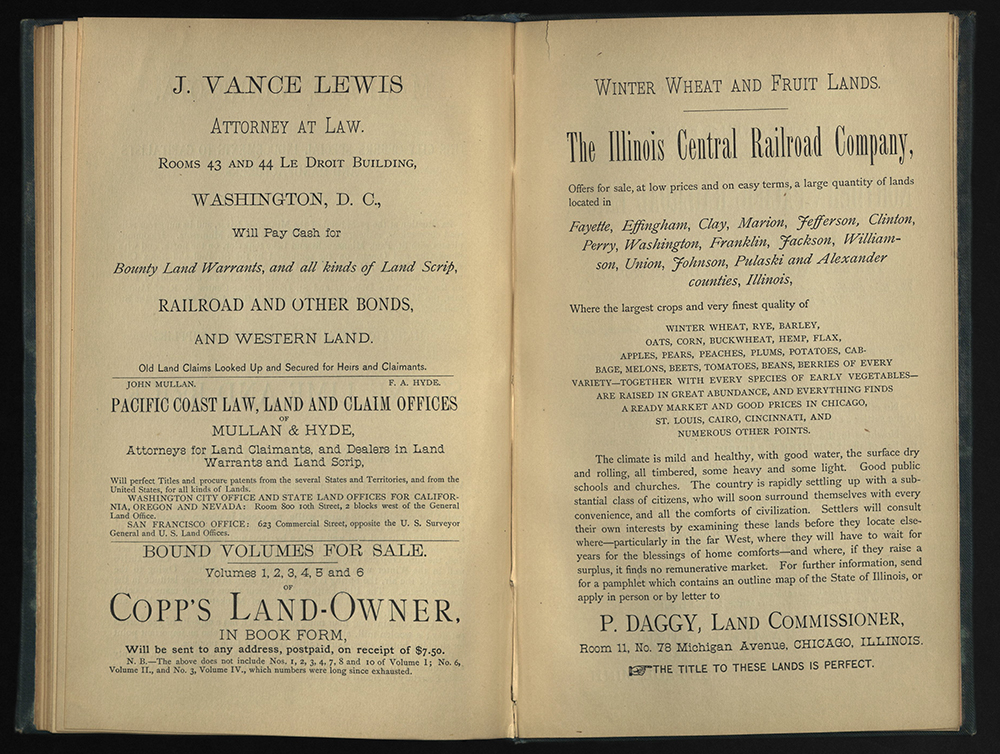 J. VANCE LEWIS
ATTORNEY AT LAW.
ROOMS 43 AND 44 LE DROIT BUILDING,
WASHINGTON, D. C.,
Will Pay Cash for
Bounty Land Warrants, and all kinds of Land Scrip,
RAILROAD AND OTHER BONDS,
AND WESTERN LAND.
Old Land Claims Looked Up and Secured for Heirs and Claimants.
JOHN MULLAN. F. A. HYDE.
PACIFIC COAST LAW, LAND AND CLAIM OFFICES
OF
MULLAN & HYDE,
Attorneys for Land Claimants, and Dealers in Land
Warrants and Land Scrip,
Will perfect Titles and procure patents from the several States and Territories, and from the
United States, for all kinds of Lands.
WASHINGTON CITY OFFICE AND STATE LAND OFFICES FOR CALIFOR-
NIA, OREGON AND NEVADA: Room 800 10th Street, 2 blocks west of the General
Land Office.
SAN FRANCISCO OFFICE: 623 Commercial Street, opposite the U. S. Surveyor
General and U. S. Land Offices.
BOUND VOLUMES FOR SALE.
Volumes 1, 2, 3, 4, 5 and 6
OF
COPP'S LAND-OWNER,
IN BOOK FORM,
Will be sent to any address, postpaid, on receipt of $7.50.
N. B.—The above does not include Nos. 1, 2, 3, 4, 7, 8 and 10 of Volume I; No. 6,
Volume II., and No. 3, Volume IV., which numbers were long since exhausted.
WINTER WHEAT AND FRUIT LANDS.
The Illinois Central Railroad Company,
Offers for sale, at low prices and on easy terms, a large quantity of lands
located in
Fayette, Effingham, Clay, Marion, Jefferson, Clinton,
Perry, Washington, Franklin, Jackson, William-
son, Union, Johnson, Pulaski and Alexander
counties, Illinois,
Where the largest crops and very finest quality of
WINTER WHEAT, RYE, BARLEY,
OATS, CORN, BUCKWHEAT, HEMP, FLAX,
APPLES, PEARS, PEACHES, PLUMS, POTATOES, CAB-
BAGE, MELONS, BEETS, TOMATOES, BEANS, BERRIES OF EVERY
VARIETY—TOGETHER WITH EVERY SPECIES OF EARLY VEGETABLES—
ARE RAISED IN GREAT ABUNDANCE, AND EVERYTHING FINDS
A READY MARKET AND GOOD PRICES IN CHICAGO,
ST. LOUIS, CAIRO, CINCINNATI, AND
NUMEROUS OTHER POINTS.
The climate is mild and healthy, with good water, the surface dry
and rolling, all timbered, some heavy and some light. Good public
schools and churches. The country is rapidly settling up with a sub-
stantial class of citizens, who will soon surround themselves with every
convenience, and all the comforts of civilization. Settlers will consult
their own interests by examining these lands before they locate else-
where—particularly in the far West, where they will have to wait for
years for the blessings of home comforts—and where, if they raise a
surplus, it finds no remunerative market. For further information, send
for a pamphlet which contains an outline map of the State of Illinois, or
apply in person or by letter to
P. DAGGY, LAND COMMISSIONER,
Room 11, No. 78 Michigan Avenue, CHICAGO, ILLINOIS.
☞THE TITLE TO THESE LANDS IS PERFECT.